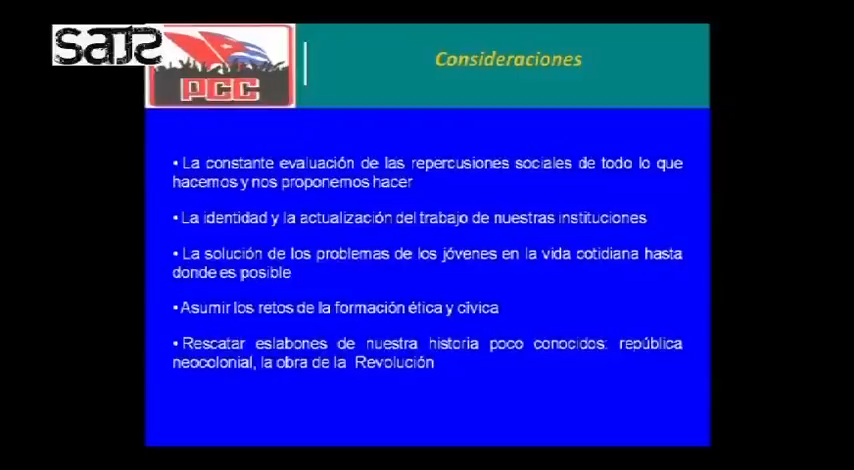 SATS
PCC
Consideraciones
• La constante evaluación de las repercusiones sociales de todo lo que
hacemos y nos proponemos hacer
• La identidad y la actualización del trabajo de nuestras instituciones
• La solución de los problemas de los jóvenes en la vida cotidiana hasta
donde es posible
• Asumir los retos de la formación ética y cívica
• Rescatar eslabones de nuestra historia poco conocidos: república
neocolonial, la obra de la Revolución